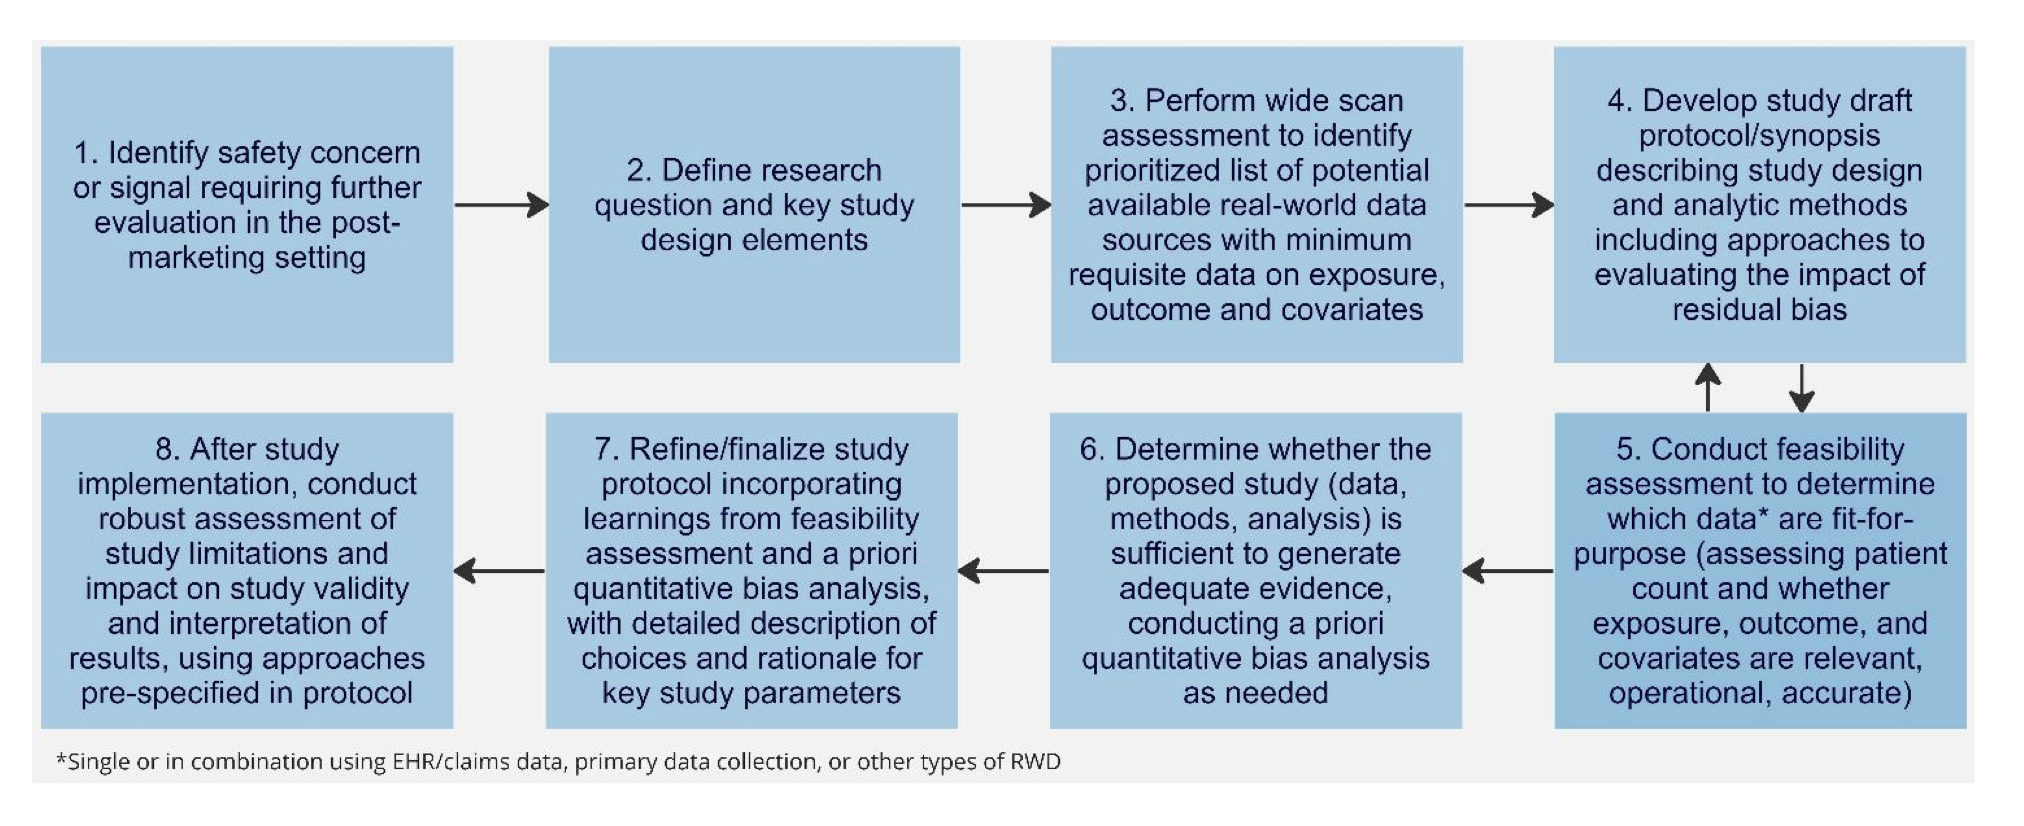 1. Identify safety concern
or signal requiring further
evaluation in the post-
marketing setting
2. Define research
question and key study
design elements
3. Perform wide scan
assessment to identify
prioritized list of potential
available real-world data
sources with minimum
requisite data on exposure,
outcome and covariates
4. Develop study draft
protocol/synopsis
describing study design
and analytic methods
including approaches to
evaluating the impact of
residual bias
5. Conduct feasibility
assessment to determine
which data* are fit-for-
purpose (assessing patient
count and whether
exposure, outcome, and
covariates are relevant,
operational, accurate)
6. Determine whether the
proposed study (data,
methods, analysis) is
sufficient to generate
adequate evidence,
conducting a priori
quantitative bias analysis
as needed
7. Refine/finalize study
protocol incorporating
learnings from feasibility
assessment and a priori
quantitative bias analysis,
with detailed description of
choices and rationale for
key study parameters
8. After study
implementation, conduct
robust assessment of
study limitations and
impact on study validity
and interpretation of
results, using approaches
pre-specified in protocol
*Single or in combination using EHR/claims data, primary data collection, or other types of RWD